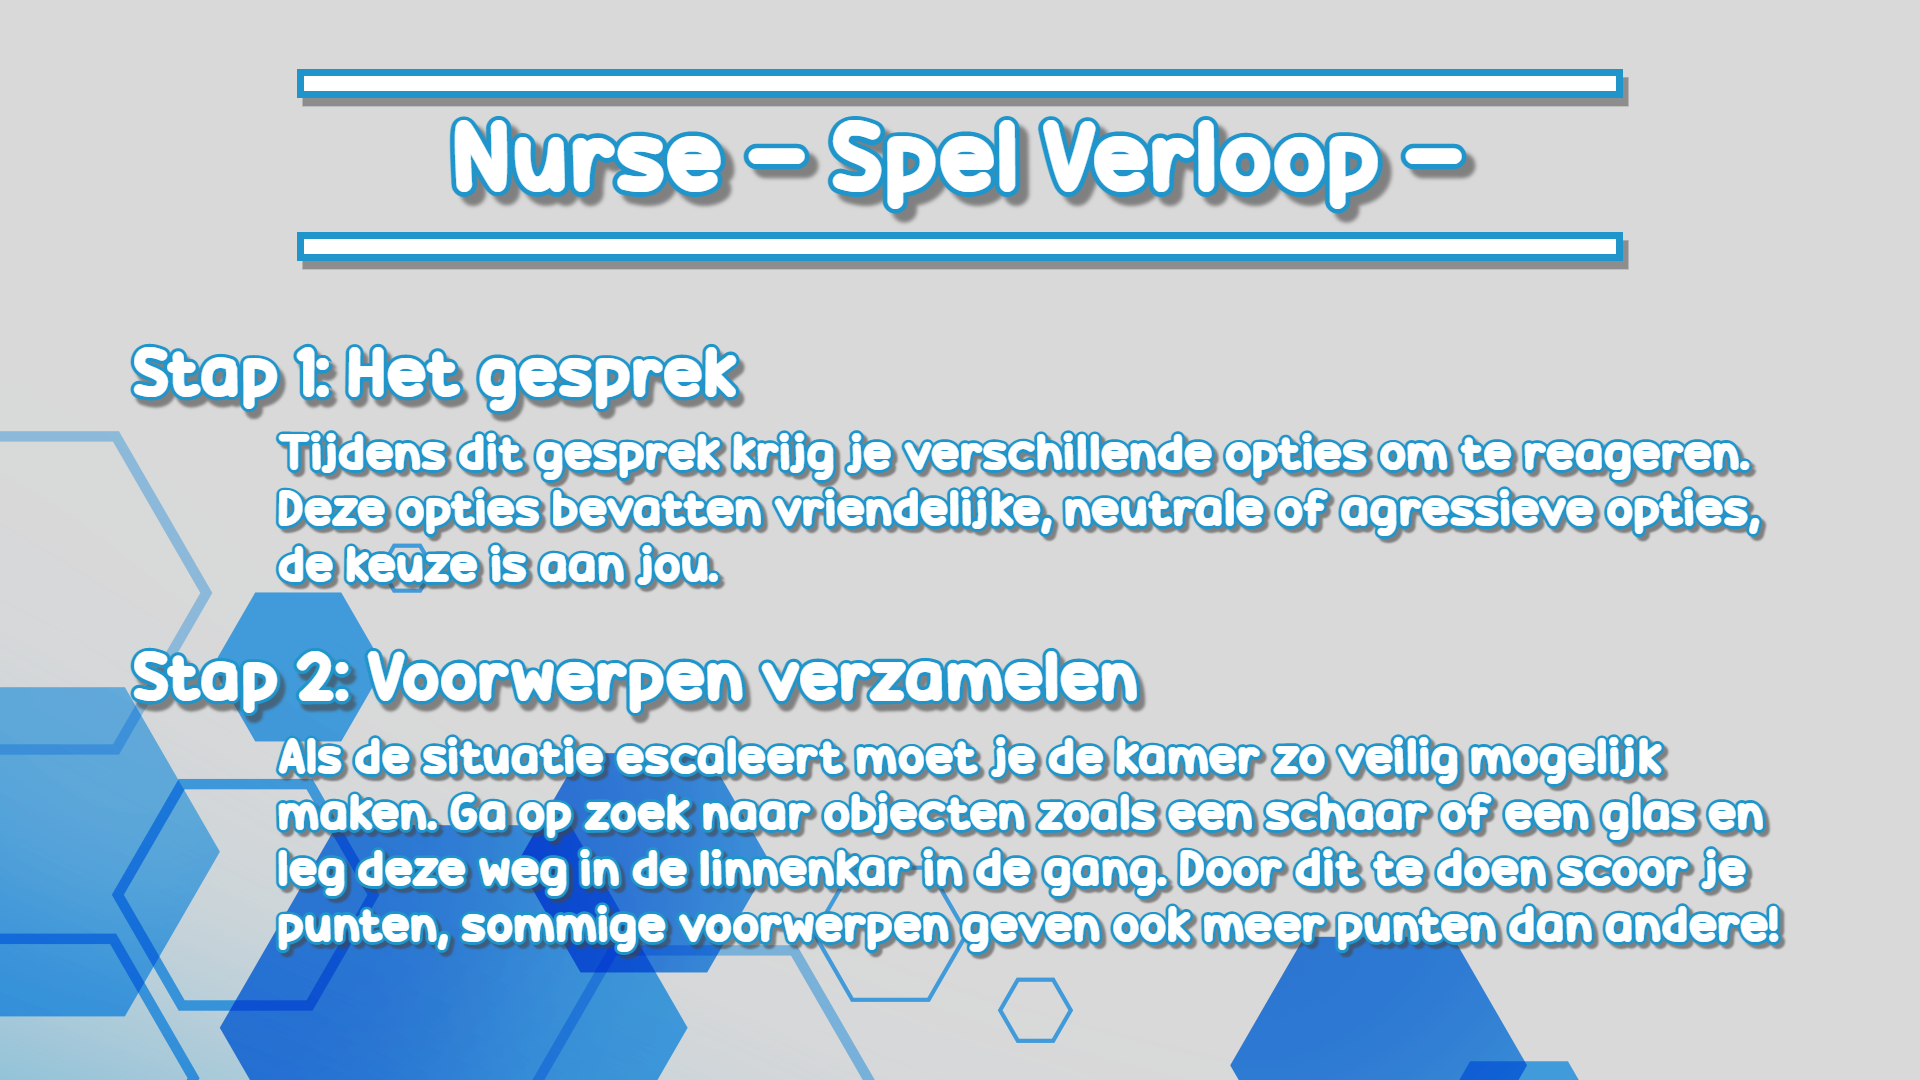 Nurse – Spel Verloop –
Stap 1: Het gesprek
Tijdens dit gesprek krijg je verschillende opties om te reageren.
Deze opties bevatten vriendelijke, neutrale of agressieve opties,
de keuze is aan jou.
Stap 2: Voorwerpen verzamelen
Als de situatie escaleert moet je de kamer zo veilig mogelijk
maken. Ga op zoek naar objecten zoals een schaar of een glas en
leg deze weg in de linnenkar in de gang. Door dit te doen scoor je
punten, sommige voorwerpen geven ook meer punten dan andere!